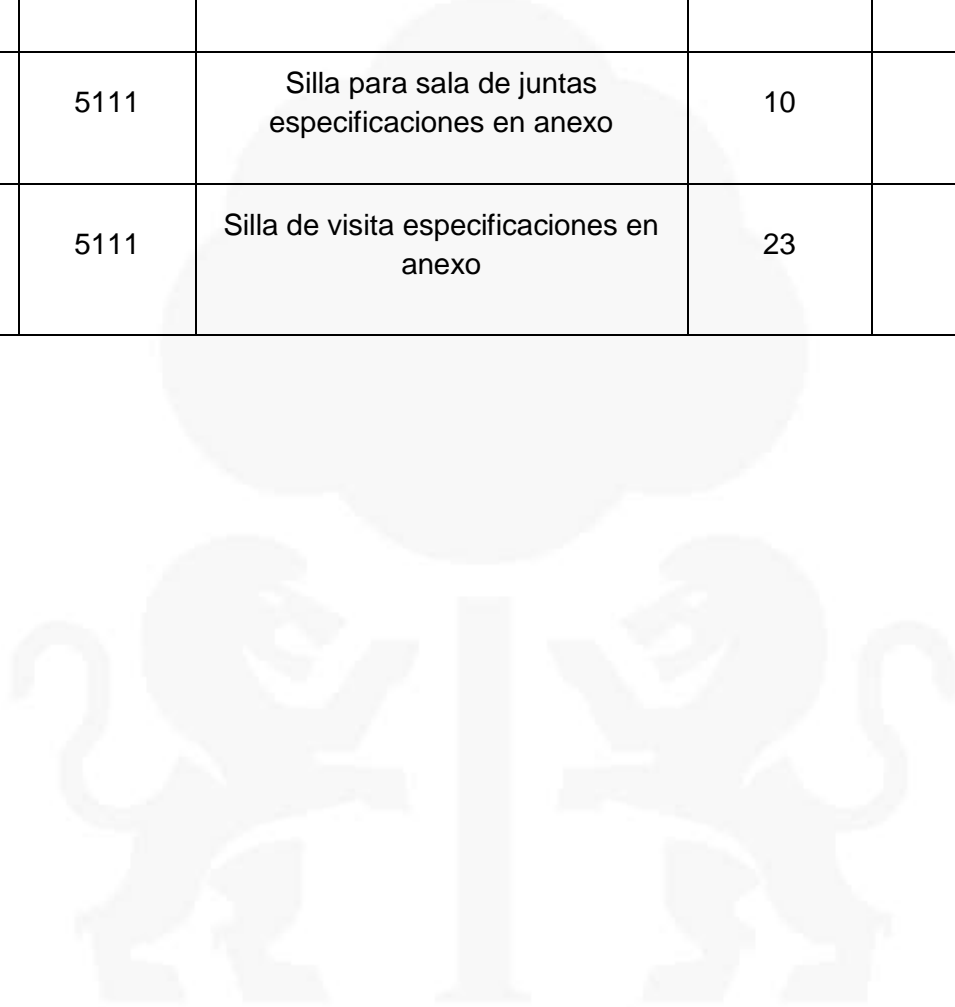 5111 Silla para sala de juntas
especificaciones en anexo 10
5111 Silla de visita especificaciones en
anexo 23